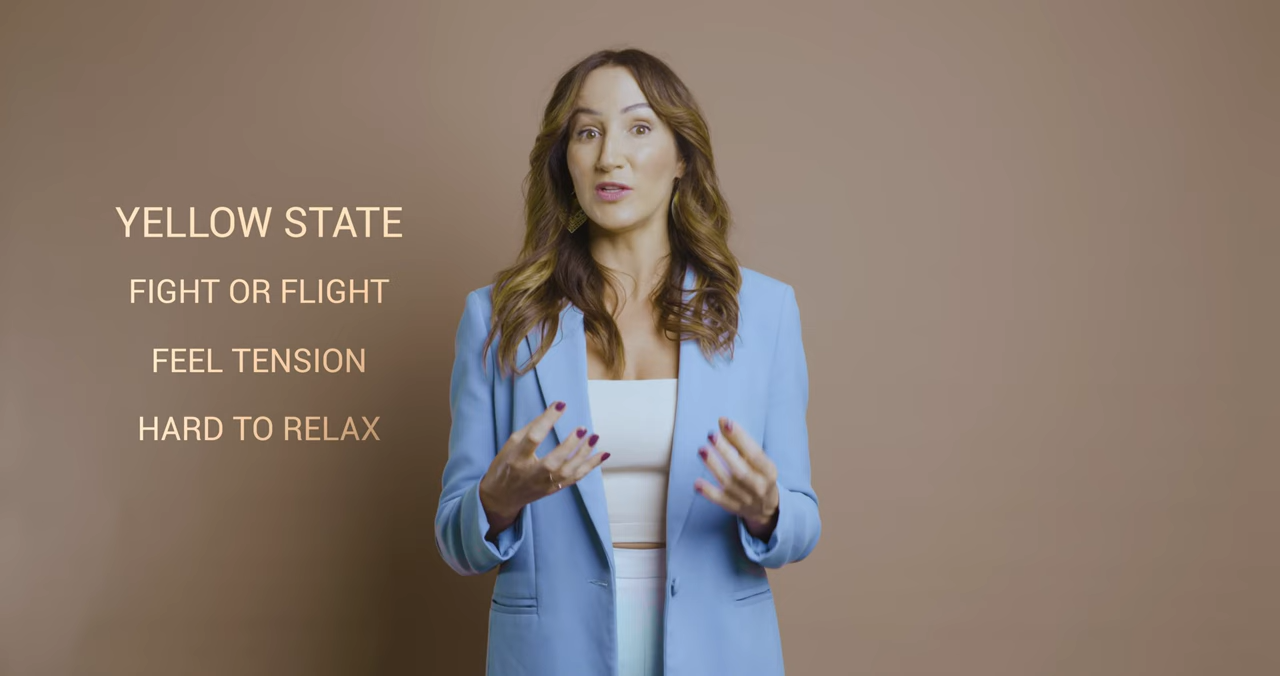 YELLOW STATE
FIGHT OR FLIGHT
FEEL TENSION
HARD TO RELAX